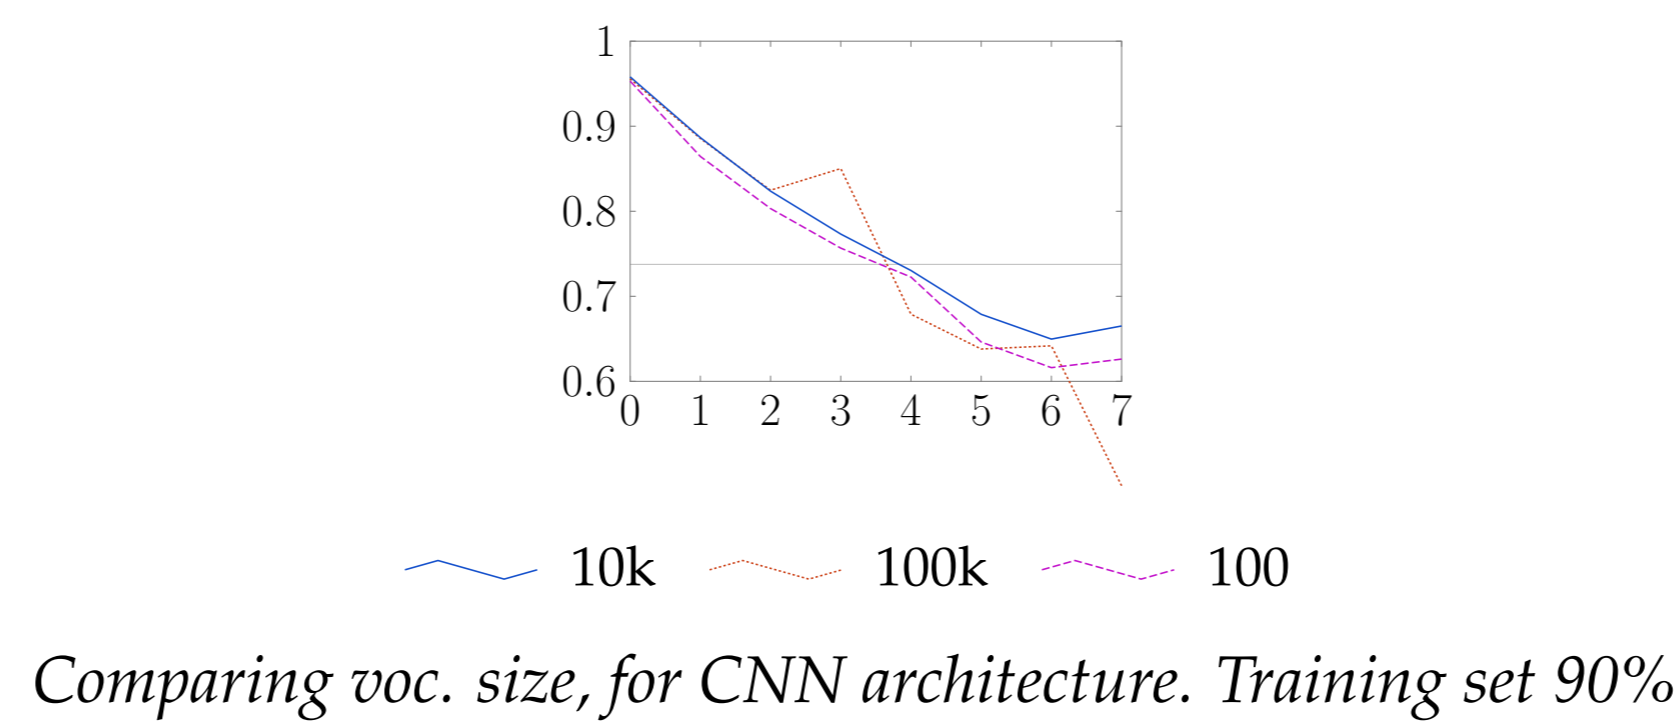 1
0.9
0.8
0.7
0.6
0 1 2 3 4 5 6 7
10k 100k 100
Comparing voc. size, for CNN architecture. Training set 90%